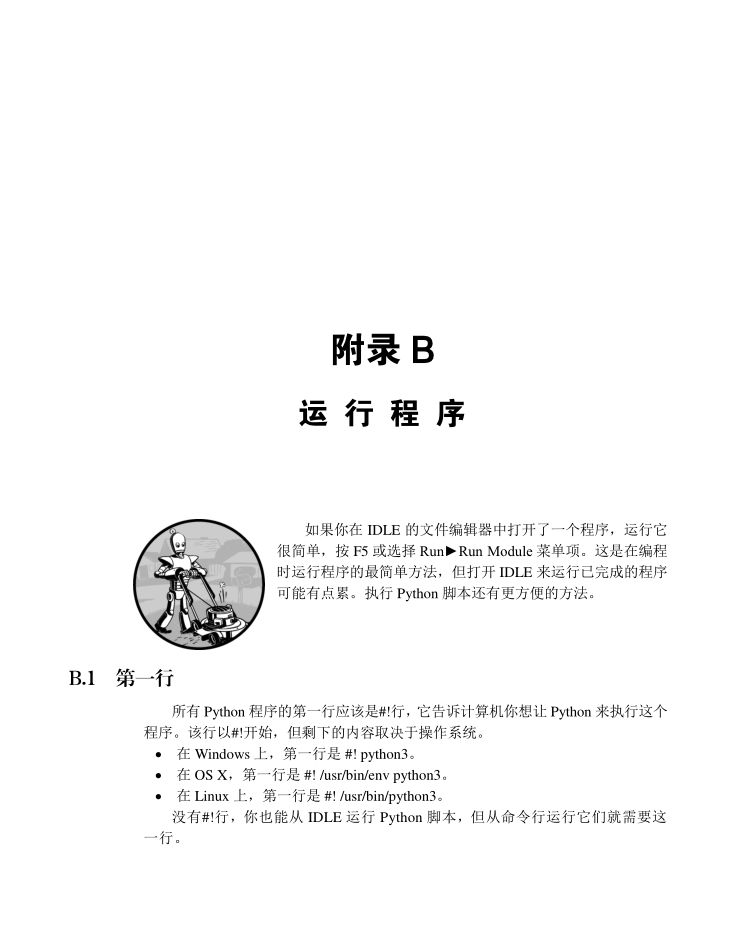 附录 B
运 行 程 序
如果你在 IDLE 的文件编辑器中打开了一个程序，运行它
很简单，按 F5 或选择 Run▶Run Module 菜单项。这是在编程
时运行程序的最简单方法，但打开 IDLE 来运行已完成的程序
可能有点累。执行 Python 脚本还有更方便的方法。
B.1 第一行
所有 Python 程序的第一行应该是#!行，它告诉计算机你想让 Python 来执行这个
程序。该行以#!开始，但剩下的内容取决于操作系统。
• 在 Windows 上，第一行是 #! python3。
• 在 OS X，第一行是 #! /usr/bin/env python3。
• 在 Linux 上，第一行是 #! /usr/bin/python3。
没有#!行，你也能从 IDLE 运行 Python 脚本，但从命令行运行它们就需要这
一行。